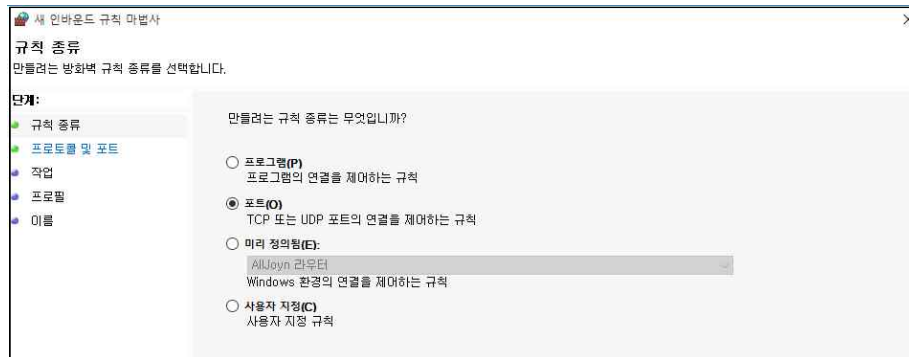 새 인바운드 규칙 마법사
규칙 종류
만들려는 방화벽 규칙 종류를 선택합니다.
단계:
규칙 종류
프로토콜 및 포트
작업
프로필
이름
만들려는 규칙 종류는 무엇입니까?
프로그램(P)
프로그램의 연결을 제어하는 규칙
포트(O)
TCP 또는 UDP 포트의 연결을 제어하는 규칙
미리 정의됨(E):
AllJoyn 라우터
Windows 환경의 연결을 제어하는 규칙
사용자 지정(C)
사용자 지정 규칙